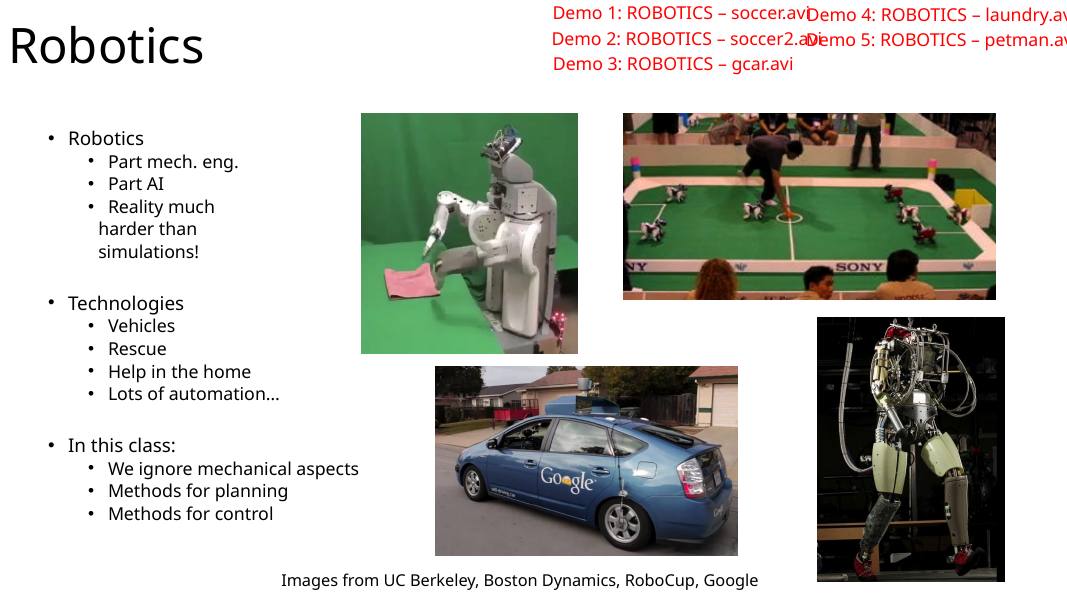 Robotics
Demo 1: ROBOTICS – soccer.avi
Demo 2: ROBOTICS – soccer2.avi
Demo 3: ROBOTICS – gcar.avi
Demo 4: ROBOTICS – laundry.av
Demo 5: ROBOTICS – petman.av
• Robotics
• Part mech. eng.
• Part AI
• Reality much
harder than
simulations!
• Technologies
• Vehicles
• Rescue
• Help in the home
• Lots of automation…
• In this class:
• We ignore mechanical aspects
• Methods for planning
• Methods for control
NY
SONY
Google
Images from UC Berkeley, Boston Dynamics, RoboCup, Google